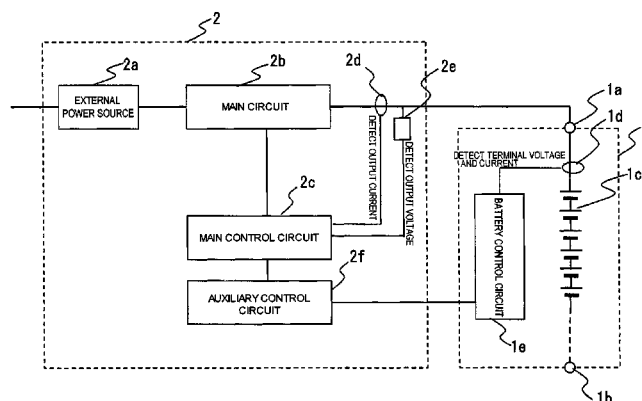 2
2a
2b
2d
2e
EXTERNAL
POWER SOURCE
MAIN CIRCUIT
1a
1d
DETECT TERMINAL VOLTAGE
AND CURRENT
1c
DETECT OUTPUT CURRENT
DETECT OUTPUT VOLTAGE
2c
MAIN CONTROL CIRCUIT
2f
AUXILIARY CONTROL
CIRCUIT
BATTERY CONTROL
CIRCUIT
1e
1b